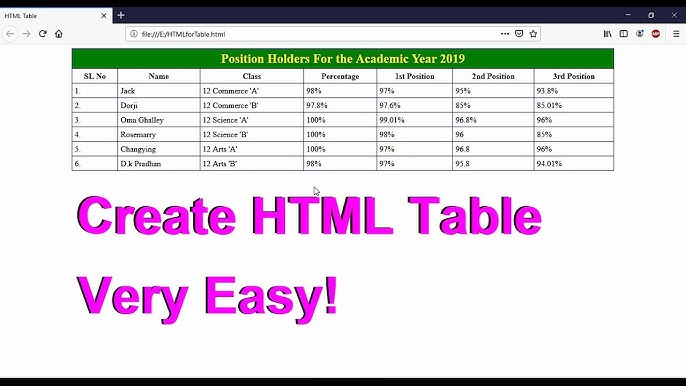 HTML Table
file:///E:/HTMLforTable.html
Position Holders For the Academic Year 2019
SL No Name Class Percentage 1st Position 2nd Position 3rd Position
1. Jack 12 Commerce 'A' 98% 97% 95% 93.8%
2. Dorji 12 Commerce 'B' 97.8% 97.6% 85% 85.01%
3. Oma Ghalley 12 Science 'A' 100% 99.01% 96.8% 96%
4. Rosemarry 12 Science 'B' 100% 98% 96 85%
5. Changying 12 Arts 'A' 100% 97% 96.8 96%
6. D.k Pradhan 12 Arts 'B' 98% 97% 95.8 94.01%
Create HTML Table
Very Easy!